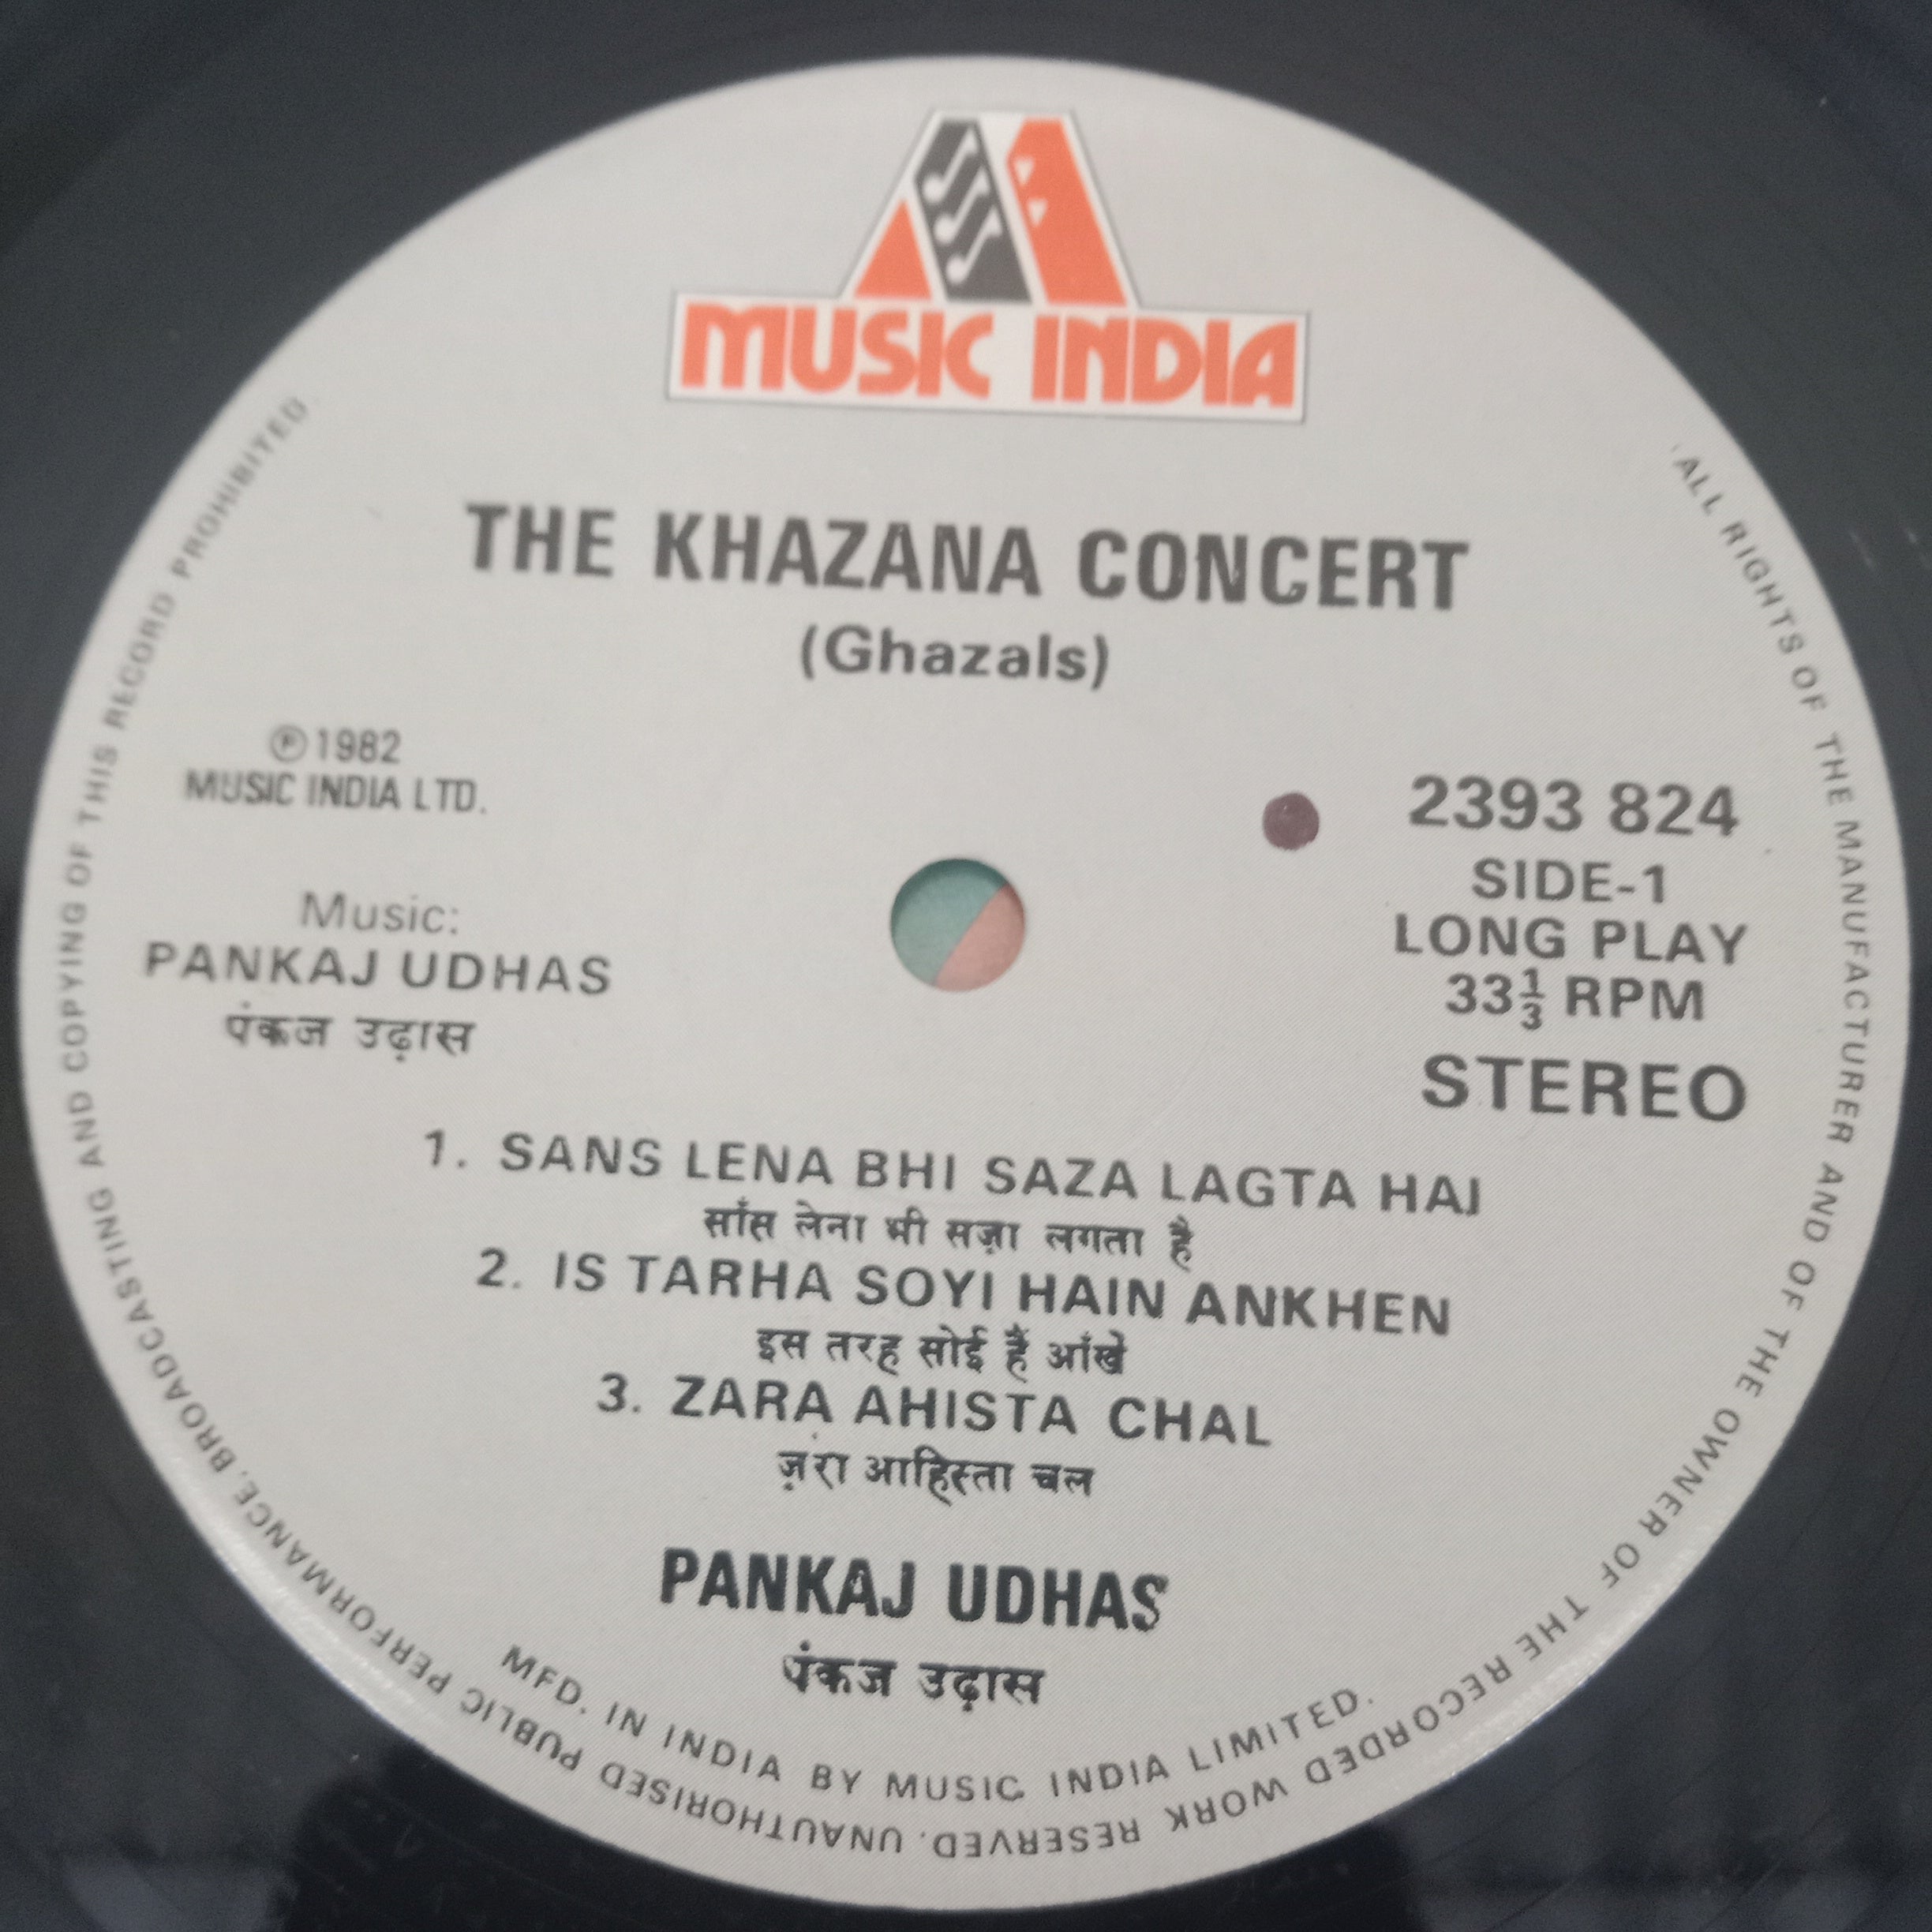 MUSIC INDIA
THE KHAZANA CONCERT
(Ghazals)
℗ 1982
MUSIC INDIA LTD.
Music:
PANKAJ UDHAS
पंकज उढ़ास
2393 824
SIDE-1
LONG PLAY
33⅓ RPM
STEREO
1. SANS LENA BHI SAZA LAGTA HAI
साँस लेना भी सज़ा लगता है
2. IS TARHA SOYI HAIN ANKHEN
इस तरह सोई हैं आँखें
3. ZARA AHISTA CHAL
ज़रा आहिस्ता चल
PANKAJ UDHAS
पंकज उढ़ास
MFD. IN INDIA BY MUSIC INDIA LIMITED.
ALL RIGHTS OF THE MANUFACTURER AND OF THE OWNER OF THE RECORDED WORK RESERVED. UNAUTHORISED PUBLIC PERFORMANCE, BROADCASTING AND COPYING OF THIS RECORD PROHIBITED